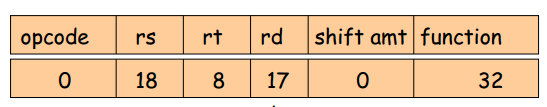 opcode rs rt rd shift amt function
0 18 8 17 0 32